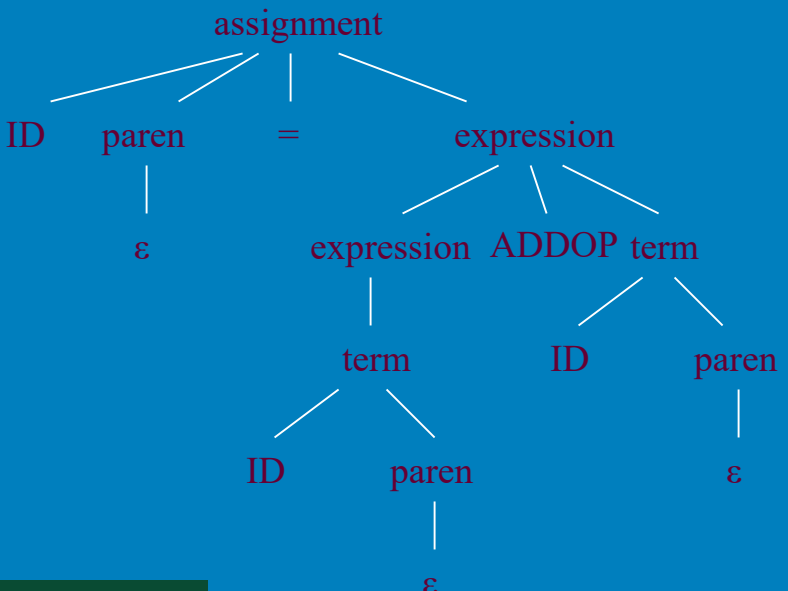 assignment
ID paren = expression
ε expression ADDOP term
term ID paren
ID paren ε
ε